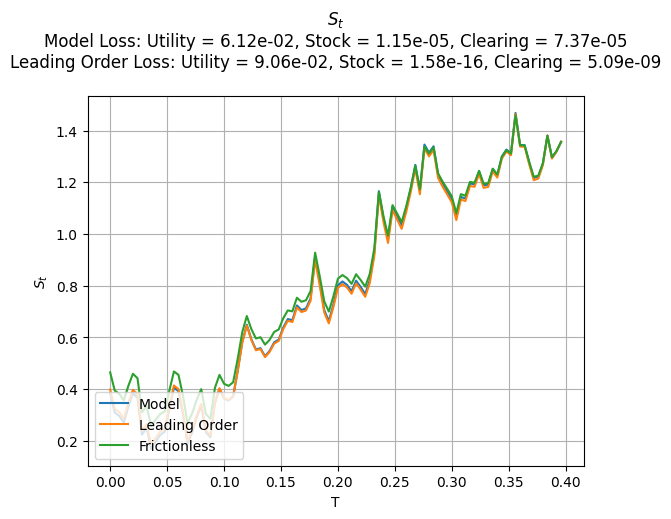 S_t
Model Loss: Utility = 6.12e-02, Stock = 1.15e-05, Clearing = 7.37e-05
Leading Order Loss: Utility = 9.06e-02, Stock = 1.58e-16, Clearing = 5.09e-09
S_t
1.4
1.2
1.0
0.8
0.6
0.4
0.2
Model
Leading Order
Frictionless
0.00 0.05 0.10 0.15 0.20 0.25 0.30 0.35 0.40
T